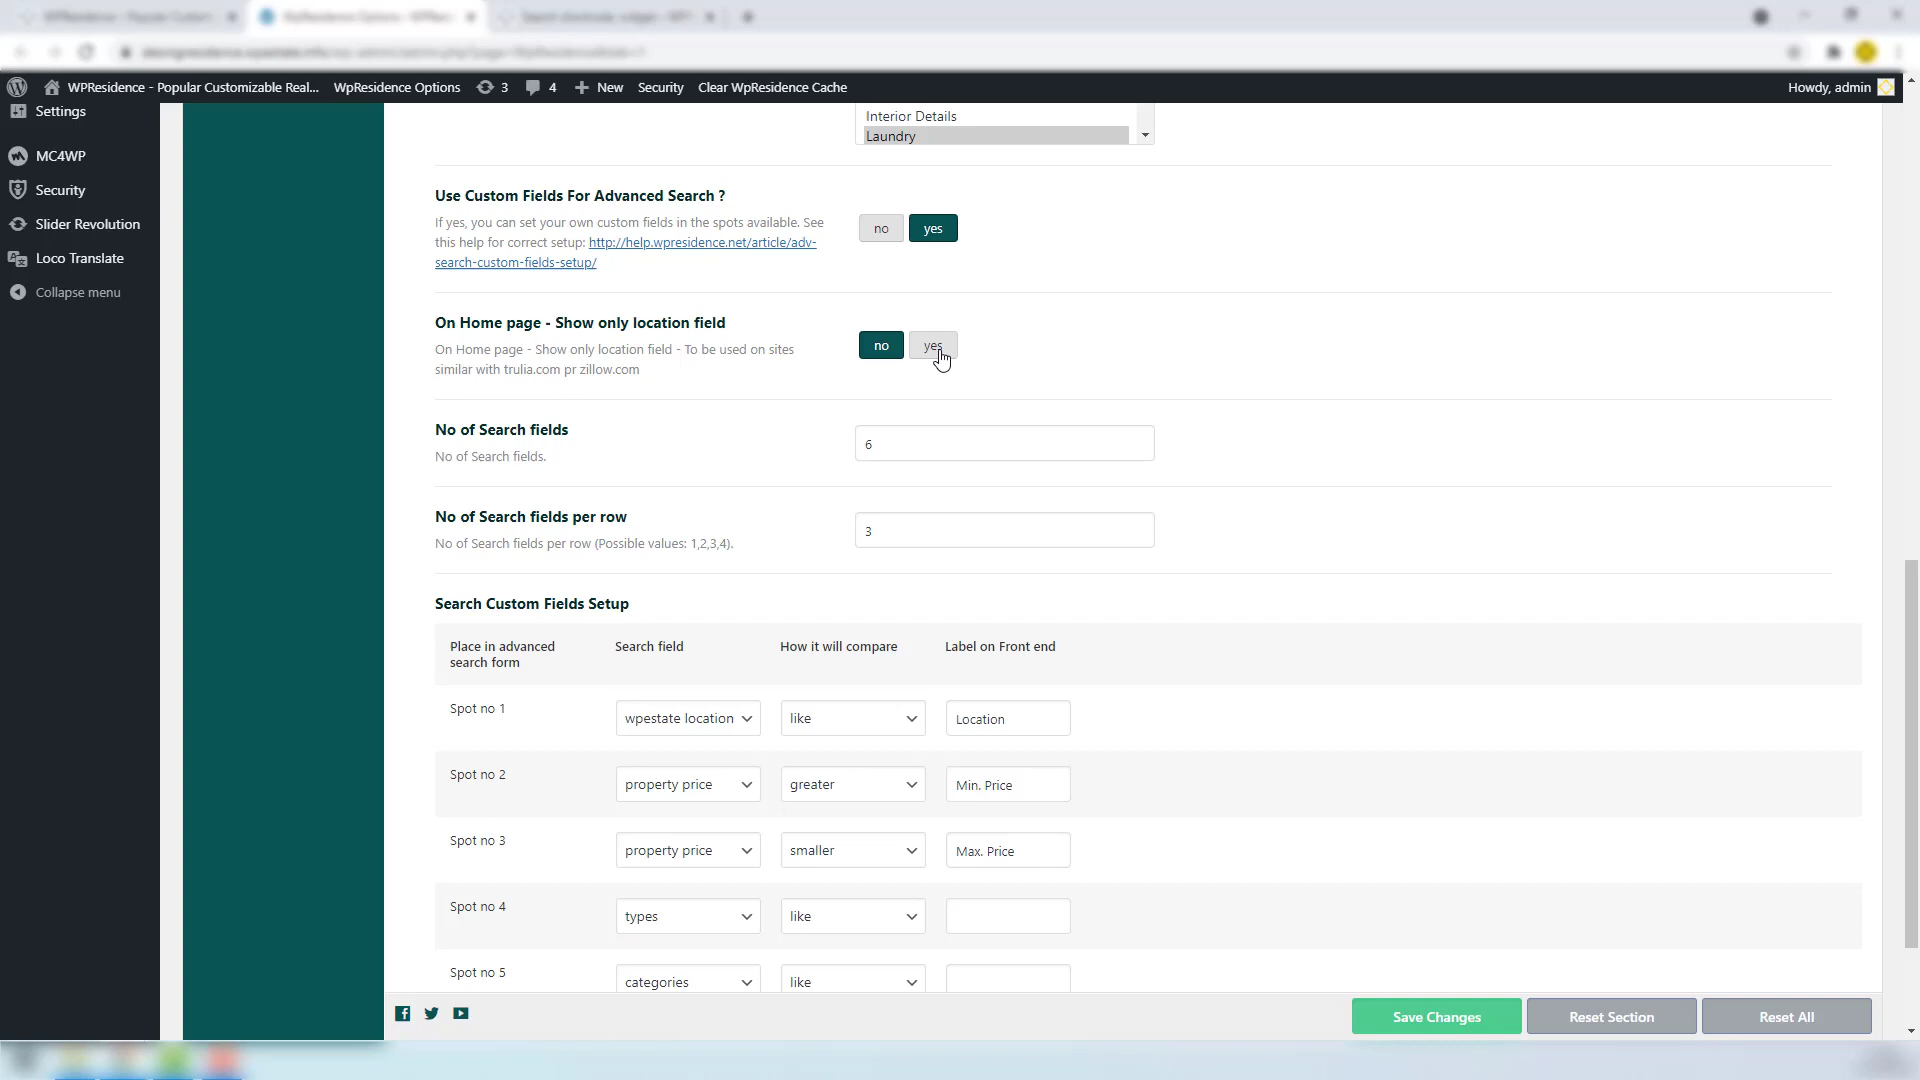 WPResidence - Popular Customizable Real... WpResidence Options 3 4 New Security Clear WpResidence Cache Howdy, admin
Settings
MC4WP
Security
Slider Revolution
Loco Translate
Collapse menu
Interior Details
Laundry
Use Custom Fields For Advanced Search ?
If yes, you can set your own custom fields in the spots available. See
this help for correct setup: http://help.wpresidence.net/article/adv-
search-custom-fields-setup/
no yes
On Home page - Show only location field
On Home page - Show only location field - To be used on sites
similar with trulia.com pr zillow.com
no yes
No of Search fields
No of Search fields.
6
No of Search fields per row
No of Search fields per row (Possible values: 1,2,3,4).
3
Search Custom Fields Setup
Place in advanced
search form
Search field
How it will compare
Label on Front end
Spot no 1 wpestate location like Location
Spot no 2 property price greater Min. Price
Spot no 3 property price smaller Max. Price
Spot no 4 types like
Spot no 5 categories like
Save Changes Reset Section Reset All